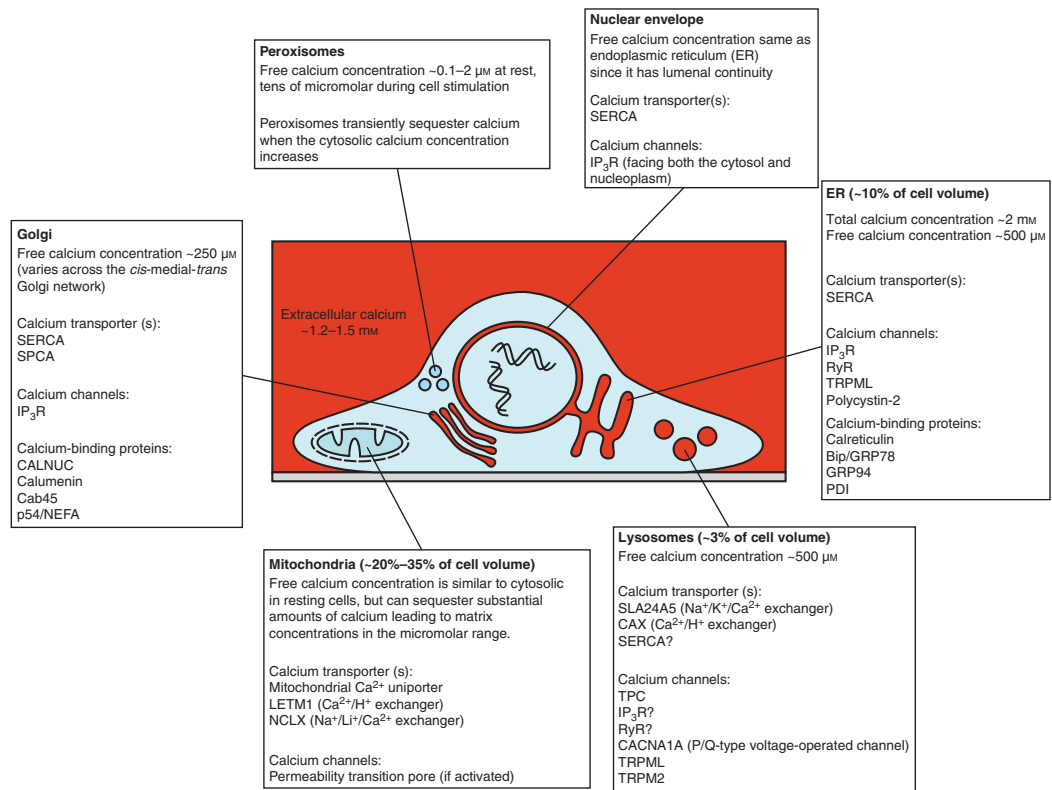 Nuclear envelope
Free calcium concentration same as
endoplasmic reticulum (ER)
since it has lumenal continuity
Calcium transporter(s):
SERCA
Calcium channels:
IP3R (facing both the cytosol and
nucleoplasm)
Peroxisomes
Free calcium concentration ~0.1–2 µM at rest,
tens of micromolar during cell stimulation
Peroxisomes transiently sequester calcium
when the cytosolic calcium concentration
increases
ER (~10% of cell volume)
Total calcium concentration ~2 mM
Free calcium concentration ~500 µM
Calcium transporter(s):
SERCA
Calcium channels:
IP3R
RyR
TRPML
Polycystin-2
Calcium-binding proteins:
Calreticulin
Bip/GRP78
GRP94
PDI
Golgi
Free calcium concentration ~250 µM
(varies across the cis-medial-trans
Golgi network)
Calcium transporter (s):
SERCA
SPCA
Calcium channels:
IP3R
Calcium-binding proteins:
CALNUC
Calumenin
Cab45
p54/NEFA
Extracellular calcium
~1.2–1.5 mM
Mitochondria (~20%–35% of cell volume)
Free calcium concentration is similar to cytosolic
in resting cells, but can sequester substantial
amounts of calcium leading to matrix
concentrations in the micromolar range.
Calcium transporter (s):
Mitochondrial Ca2+ uniporter
LETM1 (Ca2+/H+ exchanger)
NCLX (Na+/Li+/Ca2+ exchanger)
Calcium channels:
Permeability transition pore (if activated)
Lysosomes (~3% of cell volume)
Free calcium concentration ~500 µM
Calcium transporter (s):
SLA24A5 (Na+/K+/Ca2+ exchanger)
CAX (Ca2+/H+ exchanger)
SERCA?
Calcium channels:
TPC
IP3R?
RyR?
CACNA1A (P/Q-type voltage-operated channel)
TRPML
TRPM2